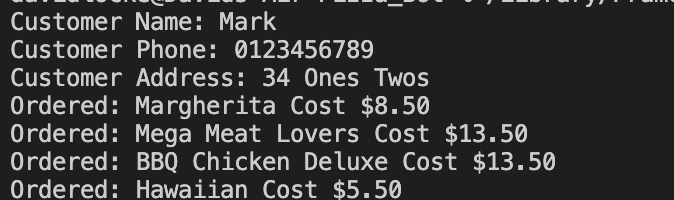 Customer Name: Mark
Customer Phone: 0123456789
Customer Address: 34 Ones Twos
Ordered: Margherita Cost $8.50
Ordered: Mega Meat Lovers Cost $13.50
Ordered: BBQ Chicken Deluxe Cost $13.50
Ordered: Hawaiian Cost $5.50